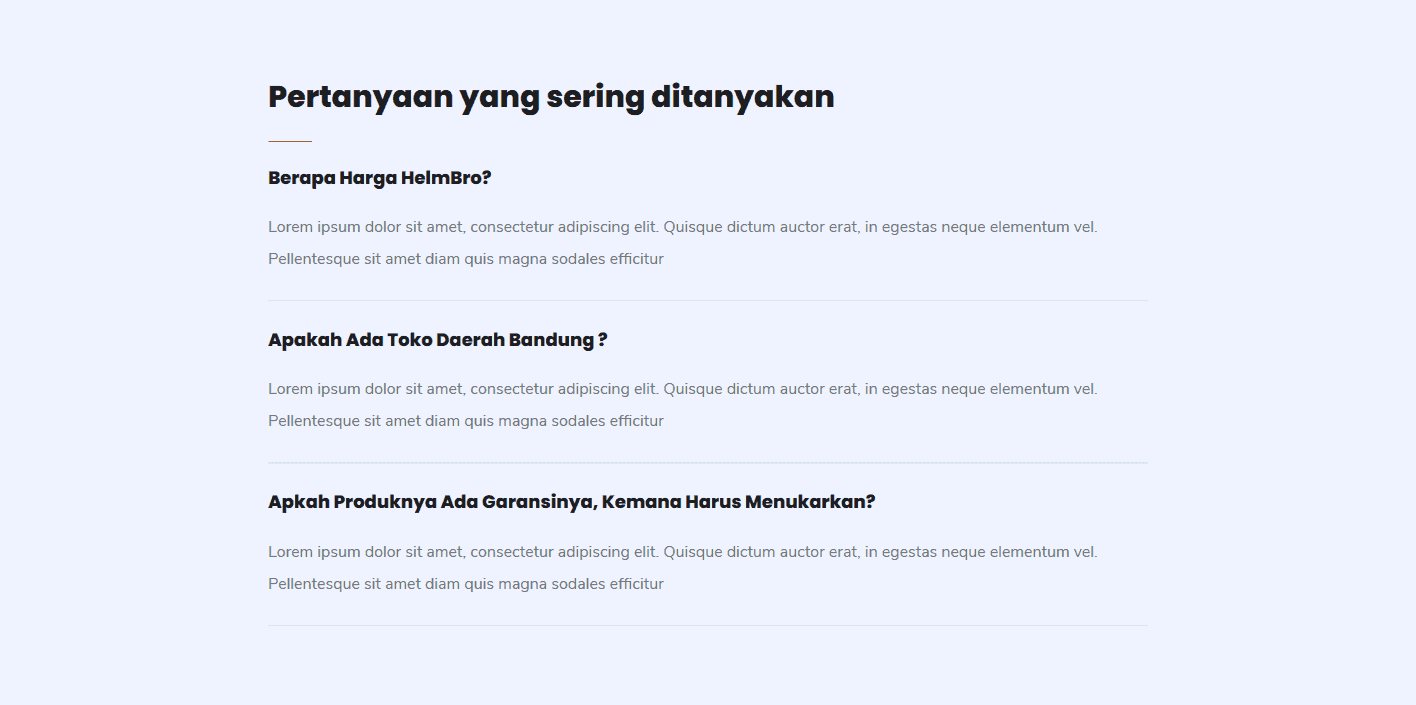 Pertanyaan yang sering ditanyakan
Berapa Harga HelmBro?
Lorem ipsum dolor sit amet, consectetur adipiscing elit. Quisque dictum auctor erat, in egestas neque elementum vel.
Pellentesque sit amet diam quis magna sodales efficitur
Apakah Ada Toko Daerah Bandung ?
Lorem ipsum dolor sit amet, consectetur adipiscing elit. Quisque dictum auctor erat, in egestas neque elementum vel.
Pellentesque sit amet diam quis magna sodales efficitur
Apkah Produknya Ada Garansinya, Kemana Harus Menukarkan?
Lorem ipsum dolor sit amet, consectetur adipiscing elit. Quisque dictum auctor erat, in egestas neque elementum vel.
Pellentesque sit amet diam quis magna sodales efficitur